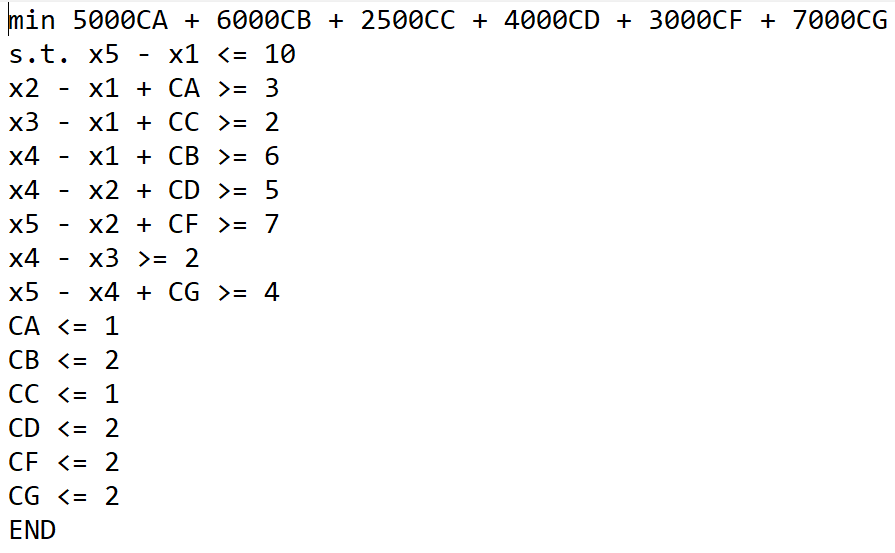 min 5000CA + 6000CB + 2500CC + 4000CD + 3000CF + 7000CG
s.t. x5 - x1 <= 10
x2 - x1 + CA >= 3
x3 - x1 + CC >= 2
x4 - x1 + CB >= 6
x4 - x2 + CD >= 5
x5 - x2 + CF >= 7
x4 - x3 >= 2
x5 - x4 + CG >= 4
CA <= 1
CB <= 2
CC <= 1
CD <= 2
CF <= 2
CG <= 2
END